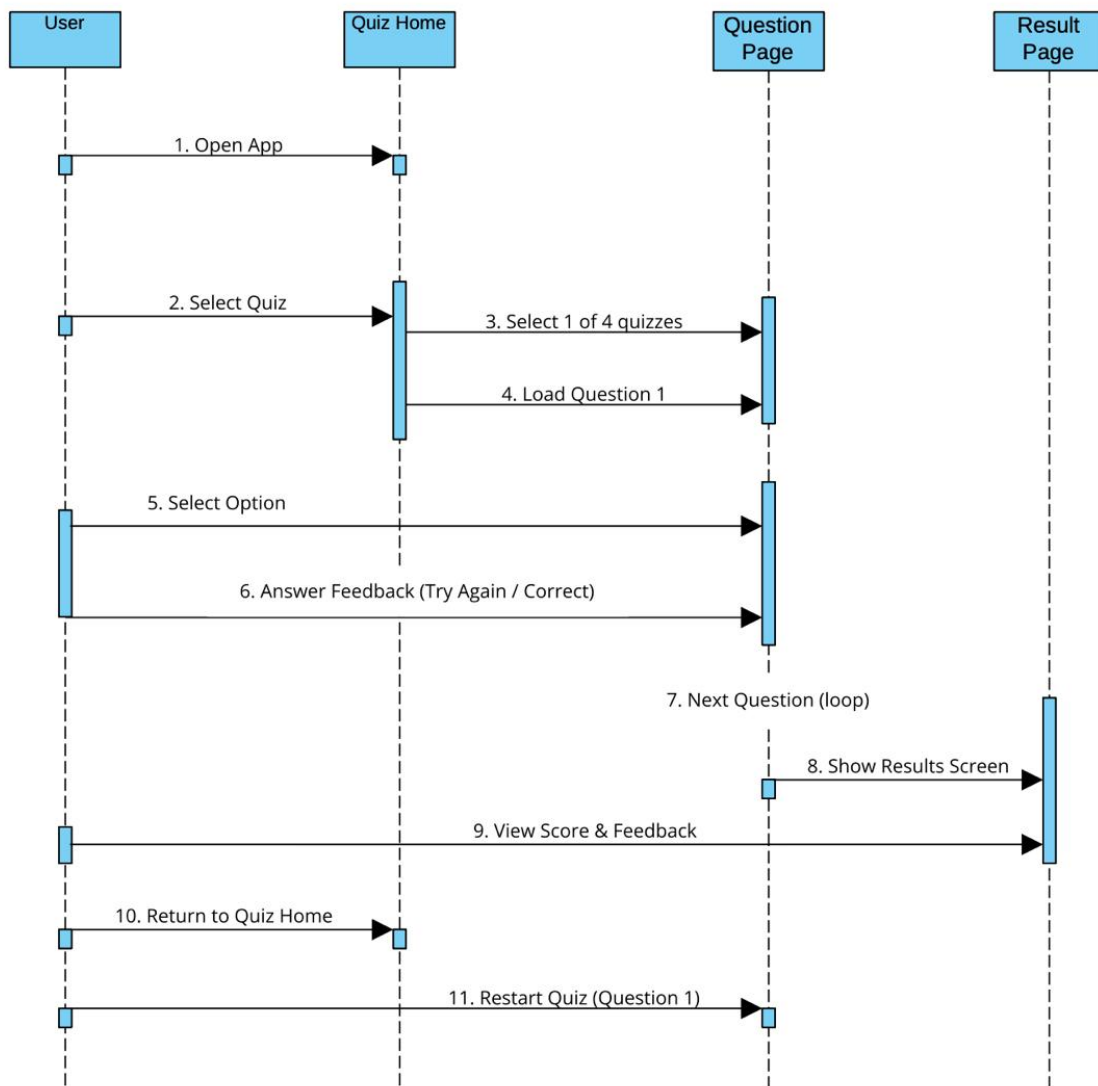 User
Quiz Home
Question
Page
Result
Page
1. Open App
2. Select Quiz
3. Select 1 of 4 quizzes
4. Load Question 1
5. Select Option
6. Answer Feedback (Try Again / Correct)
7. Next Question (loop)
8. Show Results Screen
9. View Score & Feedback
10. Return to Quiz Home
11. Restart Quiz (Question 1)